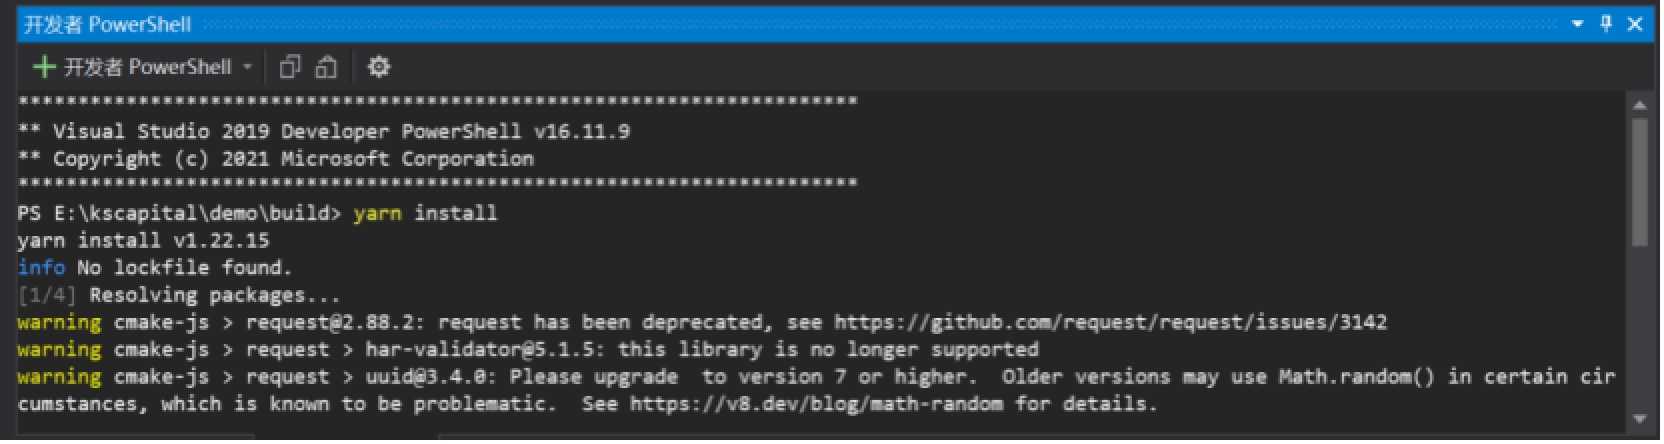 开发者 PowerShell
开发者 PowerShell
**********************************************************************
** Visual Studio 2019 Developer PowerShell v16.11.9
** Copyright (c) 2021 Microsoft Corporation
**********************************************************************
PS E:\kscapital\demo\build> yarn install
yarn install v1.22.15
info No lockfile found.
[1/4] Resolving packages...
warning cmake-js > request@2.88.2: request has been deprecated, see https://github.com/request/request/issues/3142
warning cmake-js > request > har-validator@5.1.5: this library is no longer supported
warning cmake-js > request > uuid@3.4.0: Please upgrade  to version 7 or higher.  Older versions may use Math.random() in certain cir
cumstances, which is known to be problematic.  See https://v8.dev/blog/math-random for details.